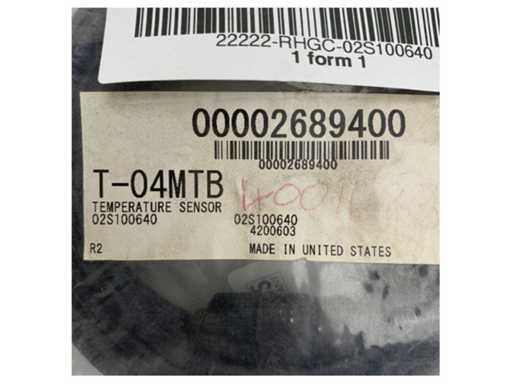 22222-RHGC-02S100640
1 form 1
00002689400
00002689400
T-04MTB
TEMPERATURE SENSOR
02S100640 02S100640
4200603
R2 MADE IN UNITED STATES